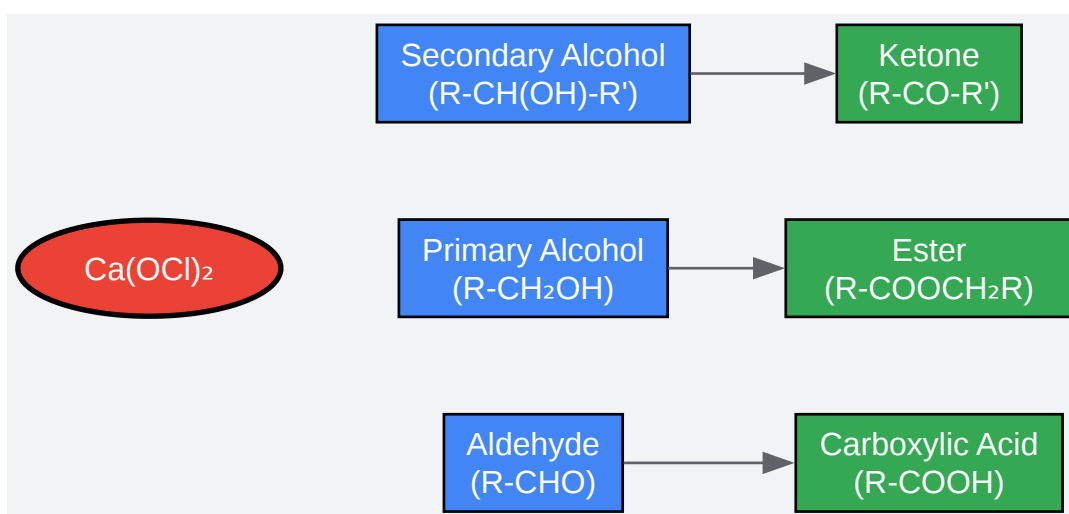 Secondary Alcohol
(R-CH(OH)-R')
Ketone
(R-CO-R')
Ca(OCl)₂
Primary Alcohol
(R-CH₂OH)
Ester
(R-COOCH₂R)
Aldehyde
(R-CHO)
Carboxylic Acid
(R-COOH)